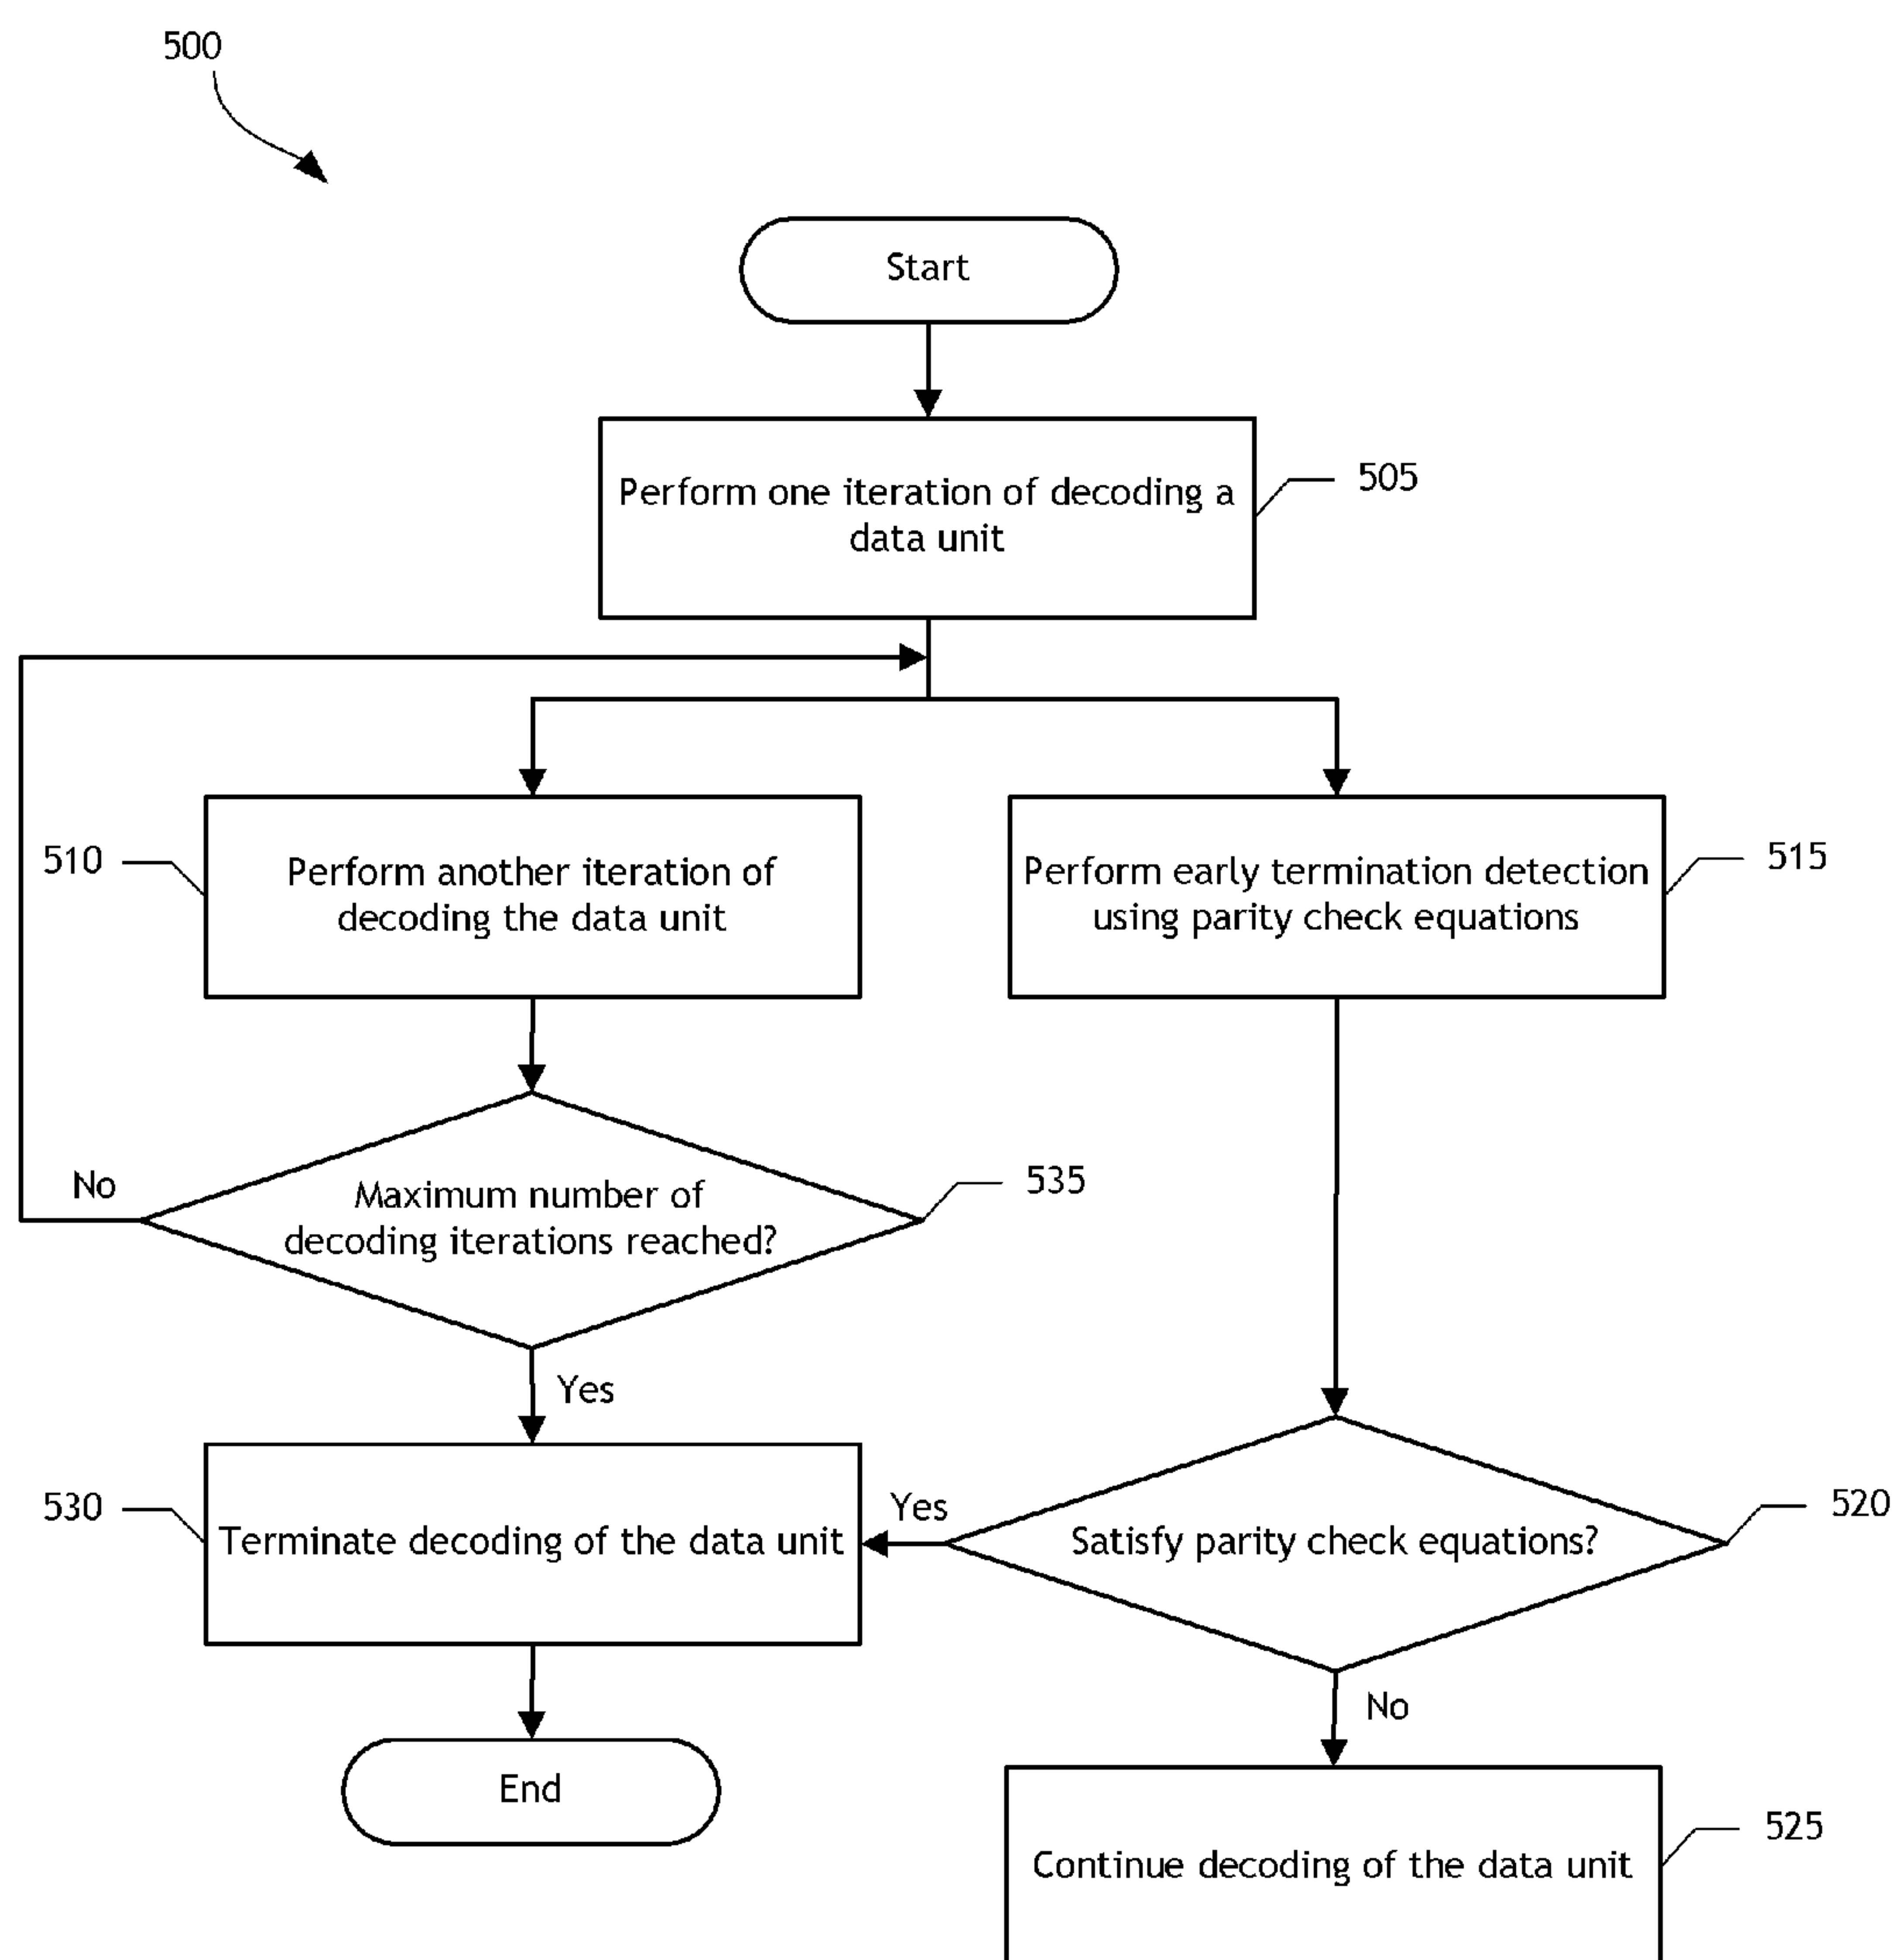 500
Start
Perform one iteration of decoding a
data unit
505
510
Perform another iteration of
decoding the data unit
Perform early termination detection
using parity check equations
515
No
Maximum number of
decoding iterations reached?
535
Yes
530
Terminate decoding of the data unit
Yes
Satisfy parity check equations?
520
No
End
Continue decoding of the data unit
525